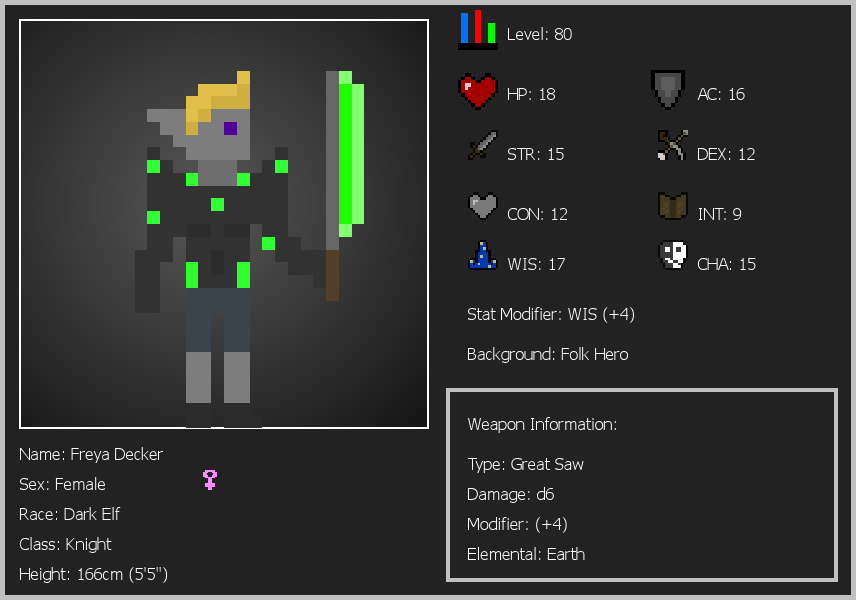 Level: 80
HP: 18
AC: 16
STR: 15
DEX: 12
CON: 12
INT: 9
WIS: 17
CHA: 15
Stat Modifier: WIS (+4)
Background: Folk Hero
Name: Freya Decker
Sex: Female
Race: Dark Elf
Class: Knight
Height: 166cm (5'5")
Weapon Information:
Type: Great Saw
Damage: d6
Modifier: (+4)
Elemental: Earth